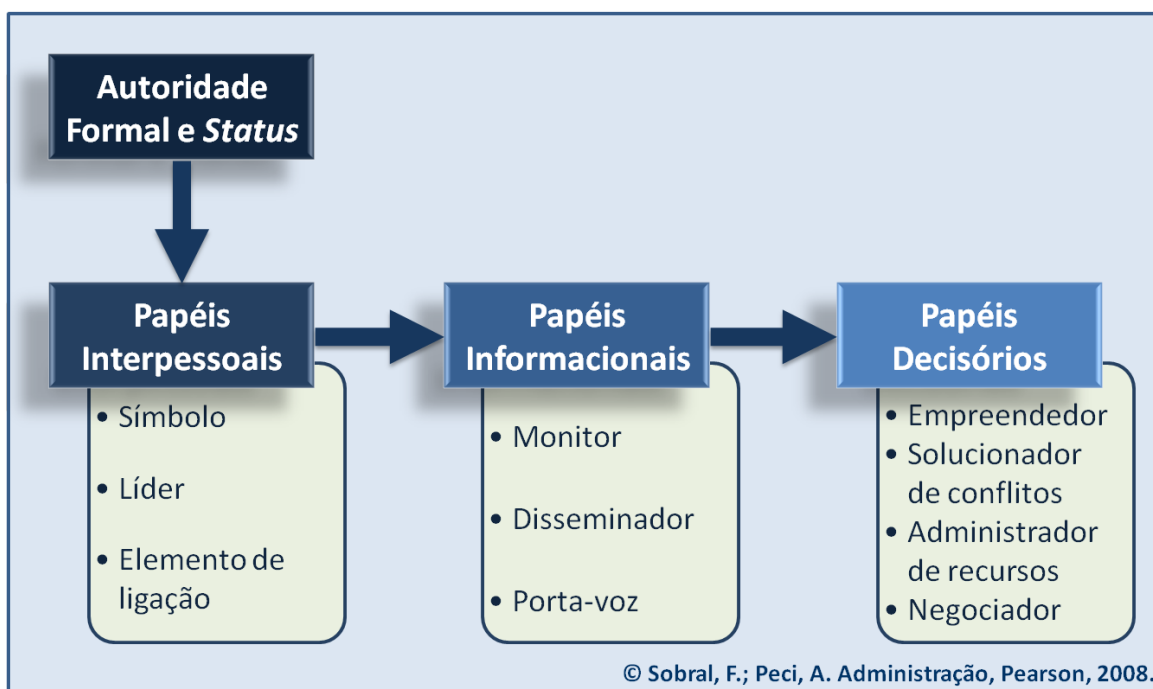 Autoridade
Formal e Status
Papéis
Interpessoais
• Símbolo
• Líder
• Elemento de
ligação
Papéis
Informacionais
• Monitor
• Disseminador
• Porta-voz
Papéis
Decisórios
• Empreendedor
• Solucionador
de conflitos
• Administrador
de recursos
• Negociador
© Sobral, F.; Peci, A. Administração, Pearson, 2008.